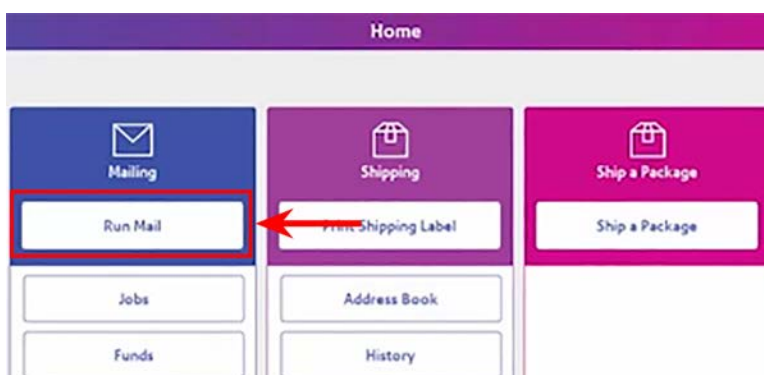 Home
Mailing
Shipping
Ship a Package
Run Mail
Print Shipping Label
Ship a Package
Jobs
Address Book
Funds
History